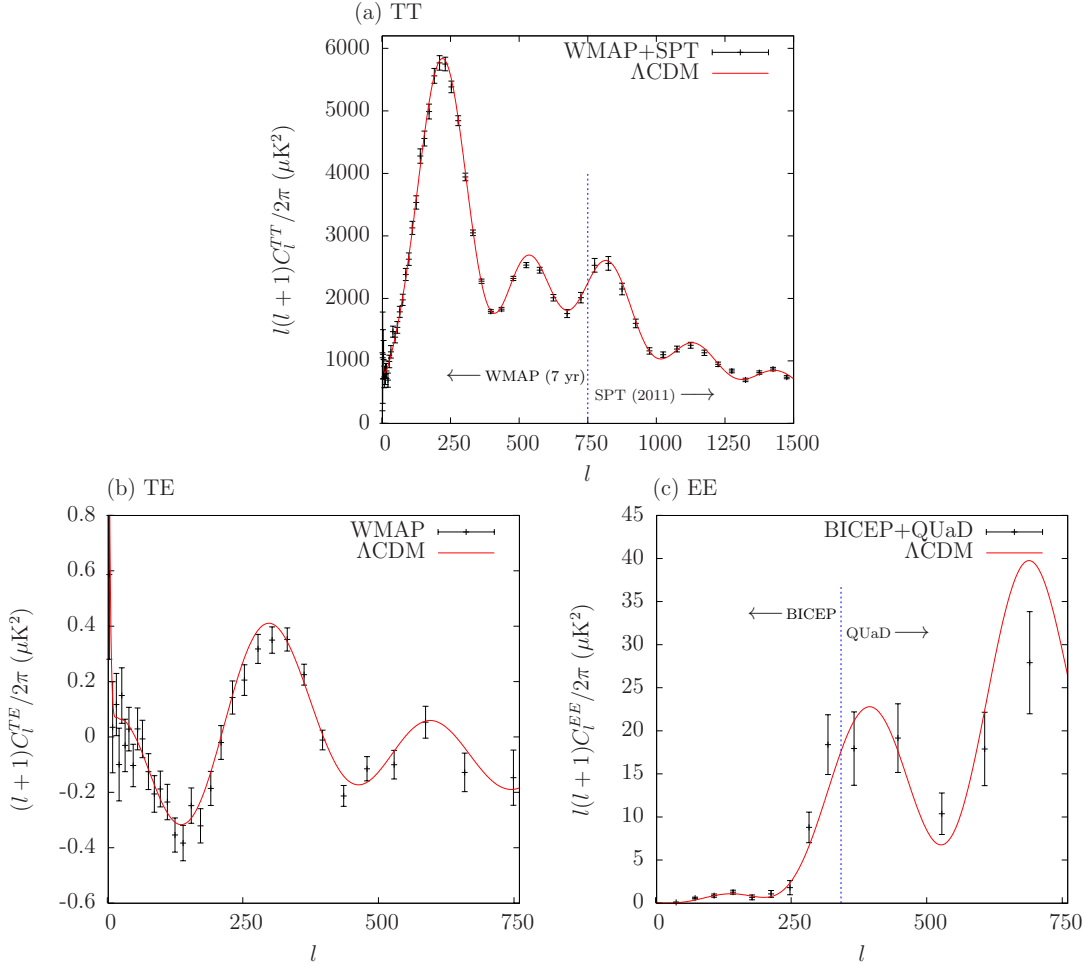 (a) TT
WMAP+SPT
ΛCDM
l(l + 1)C_l^{TT}/2π (μK²)
6000
5000
4000
3000
2000
1000
0
← WMAP (7 yr)
SPT (2011) →
0 250 500 750 1000 1250 1500
l
(b) TE
WMAP
ΛCDM
(l + 1)C_l^{TE}/2π (μK²)
0.8
0.6
0.4
0.2
0
-0.2
-0.4
-0.6
0 250 500 750
l
(c) EE
BICEP+QUaD
ΛCDM
l(l + 1)C_l^{EE}/2π (μK²)
45
40
35
30
25
20
15
10
5
0
← BICEP
QUaD →
0 250 500 750
l